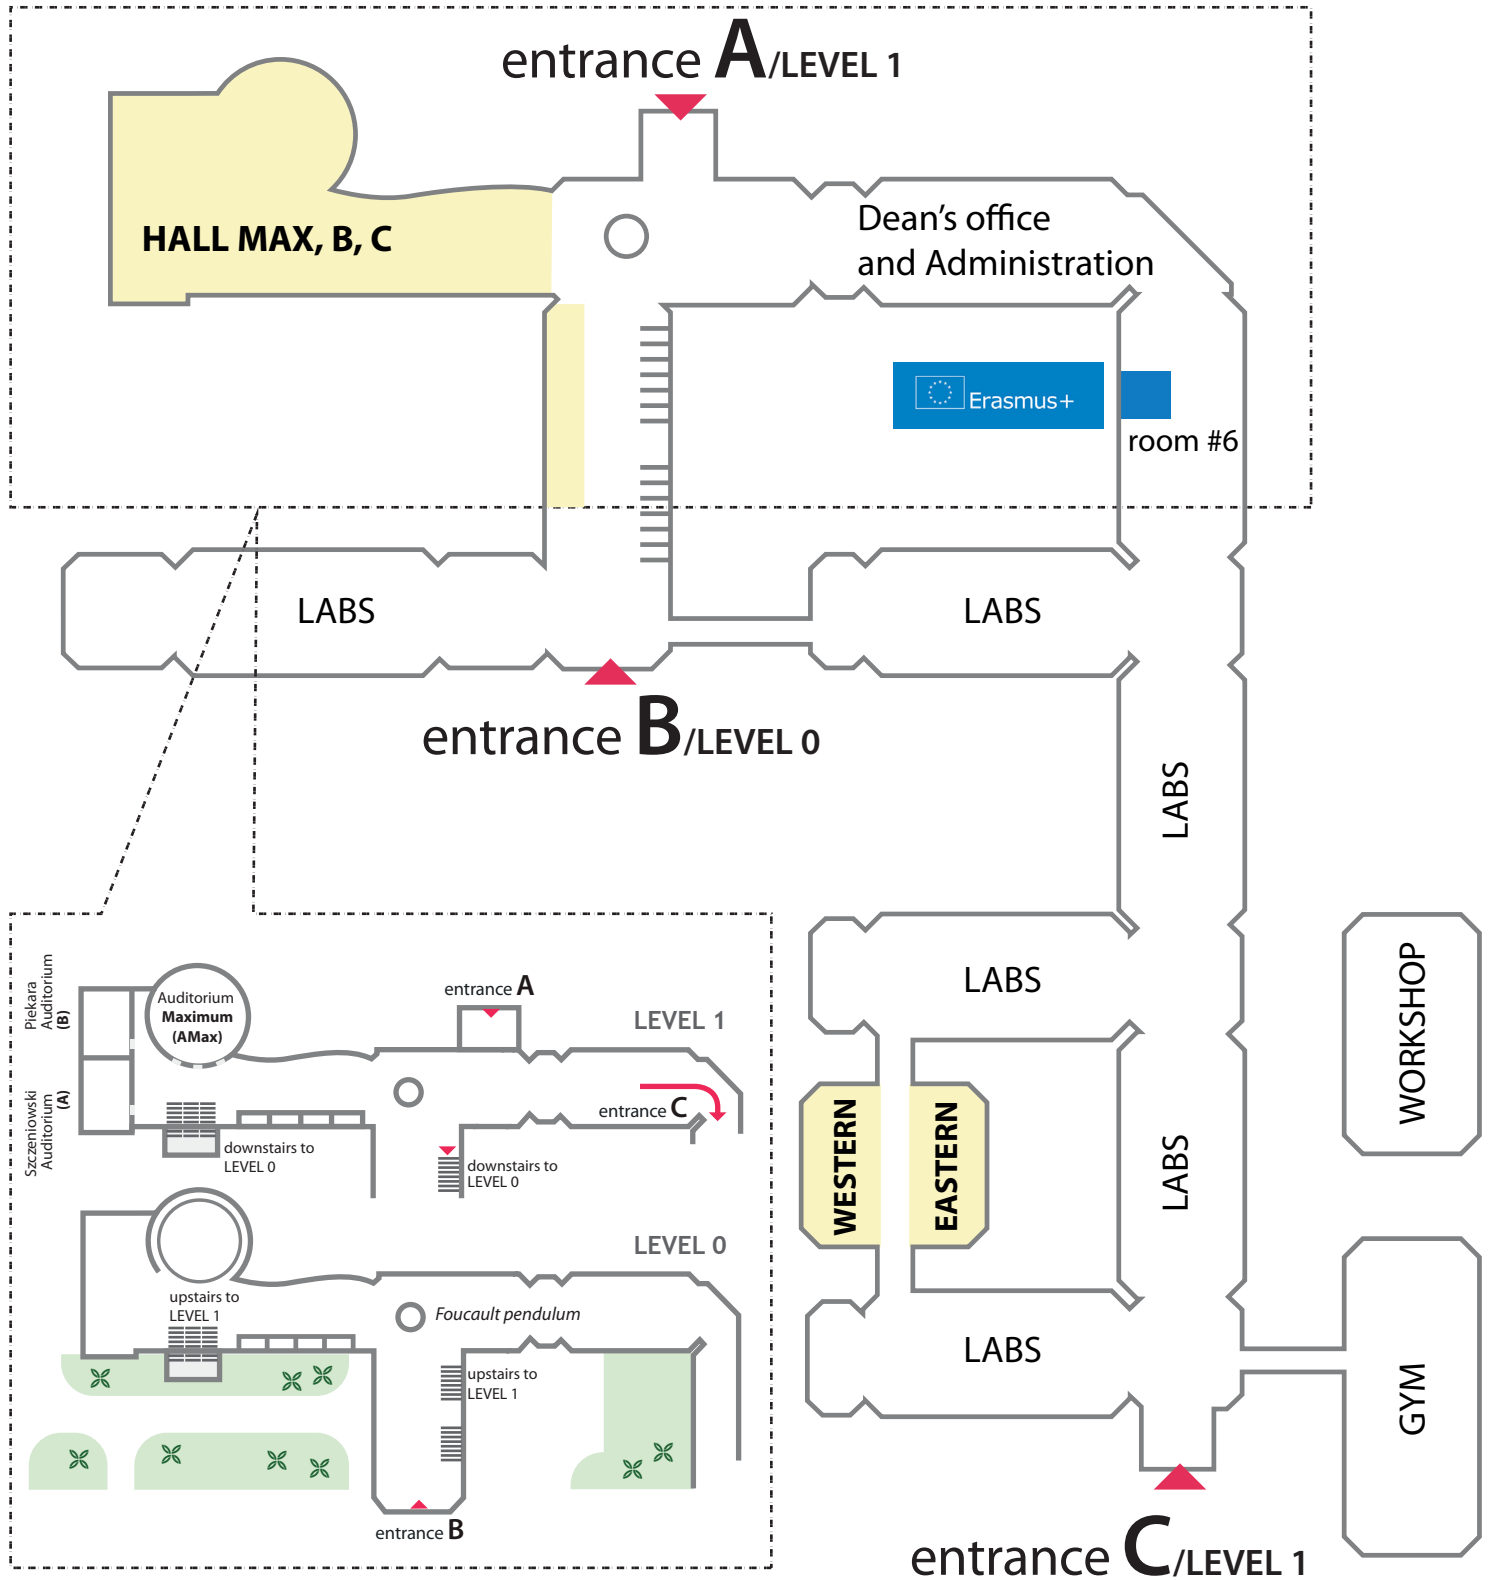 entrance A/LEVEL 1
Dean's office
and Administration
HALL MAX, B, C
Erasmus+
room #6
LABS
LABS
entrance B/LEVEL 0
LABS
LABS
WORKSHOP
WESTERN
EASTERN
LABS
LABS
GYM
entrance C/LEVEL 1
Piekara
Auditorium
(B)
Auditorium
Maximum
(AMax)
entrance A
LEVEL 1
Szczeniowski
Auditorium
(A)
entrance C
downstairs to
LEVEL 0
downstairs to
LEVEL 0
LEVEL 0
upstairs to
LEVEL 1
Foucault pendulum
upstairs to
LEVEL 1
entrance B